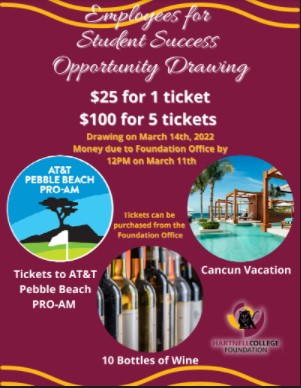 Employees for
Student Success
Opportunity Drawing
$25 for 1 ticket
$100 for 5 tickets
Drawing on March 14th, 2022
Money due to Foundation Office by
12PM on March 11th
AT&T
PEBBLE BEACH
PRO-AM
Tickets can be
purchased from the
Foundation Office
Tickets to AT&T
Pebble Beach
PRO-AM
Cancun Vacation
HARTNELL COLLEGE
FOUNDATION
10 Bottles of Wine